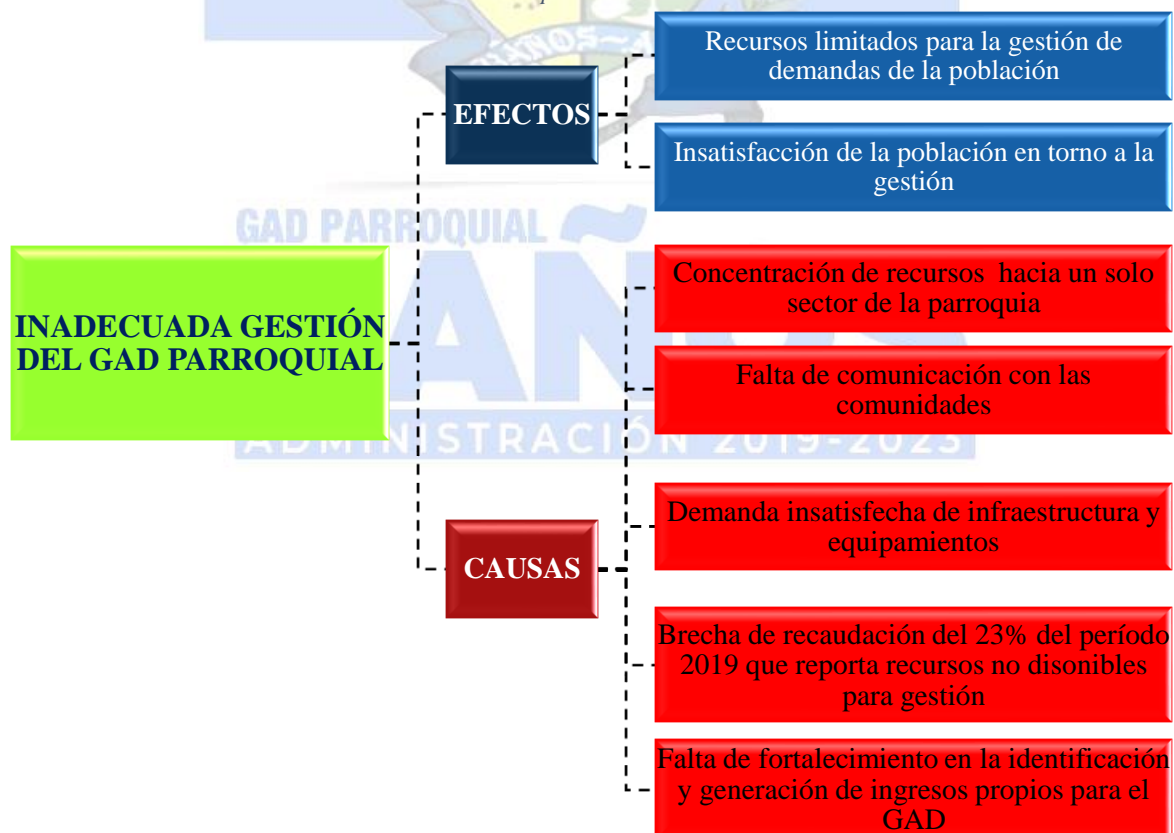 Recursos limitados para la gestión de
demandas de la población
EFECTOS
Insatisfacción de la población en torno a la
gestión
GAD PARROQUIAL
Concentración de recursos hacia un solo
sector de la parroquia
INADECUADA GESTIÓN
DEL GAD PARROQUIAL
Falta de comunicación con las
comunidades
ADMINISTRACIÓN 2019-2023
Demanda insatisfecha de infraestructura y
equipamientos
CAUSAS
Brecha de recaudación del 23% del período
2019 que reporta recursos no disonibles
para gestión
Falta de fortalecimiento en la identificación
y generación de ingresos propios para el
GAD